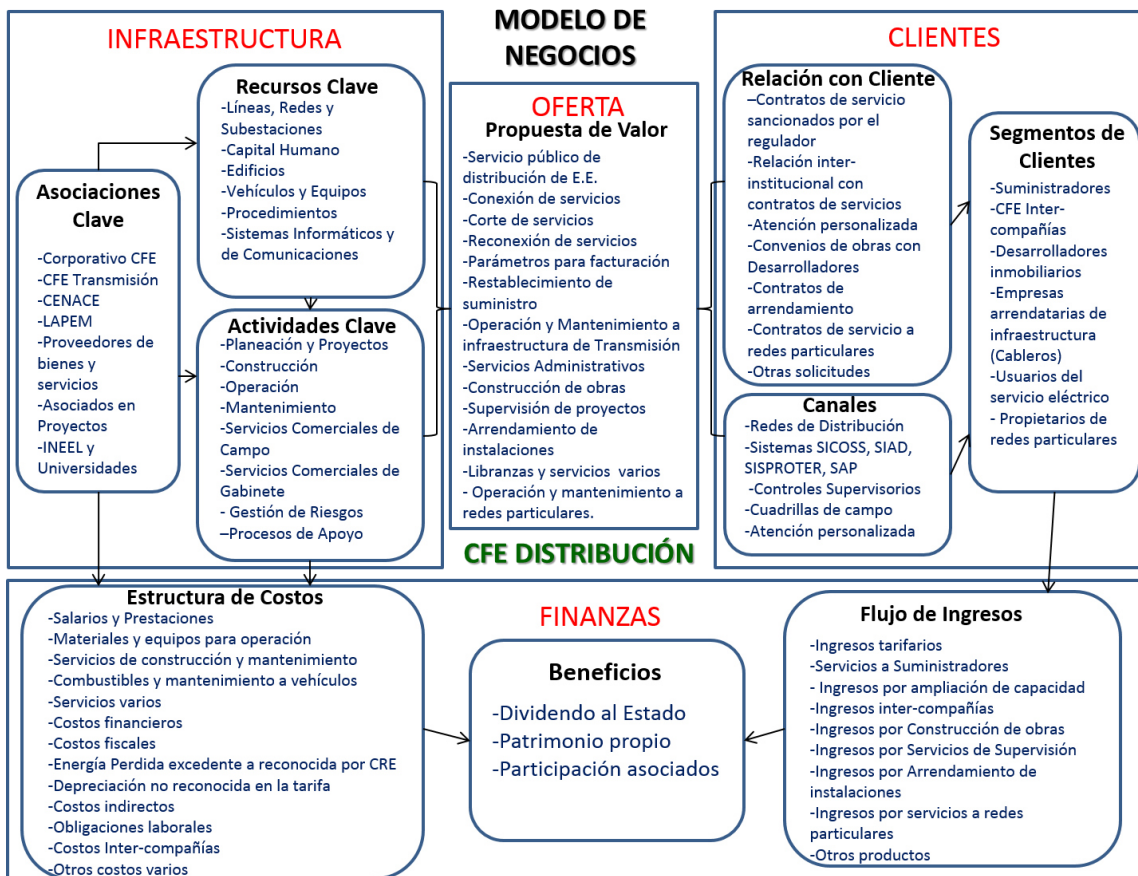 MODELO DE
NEGOCIOS
INFRAESTRUCTURA
Recursos Clave
-Líneas, Redes y
Subestaciones
-Capital Humano
-Edificios
-Vehículos y Equipos
-Procedimientos
-Sistemas Informáticos y
de Comunicaciones
Asociaciones
Clave
-Corporativo CFE
-CFE Transmisión
-CENACE
-LAPEM
-Proveedores de
bienes y
servicios
-Asociados en
Proyectos
-INEEL y
Universidades
Actividades Clave
-Planeación y Proyectos
-Construcción
-Operación
-Mantenimiento
-Servicios Comerciales de
Campo
-Servicios Comerciales de
Gabinete
- Gestión de Riesgos
–Procesos de Apoyo
OFERTA
Propuesta de Valor
-Servicio público de
distribución de E.E.
-Conexión de servicios
-Corte de servicios
-Reconexión de servicios
-Parámetros para facturación
-Restablecimiento de
suministro
-Operación y Mantenimiento a
infraestructura de Transmisión
-Servicios Administrativos
-Construcción de obras
-Supervisión de proyectos
-Arrendamiento de
instalaciones
-Libranzas y servicios varios
- Operación y mantenimiento a
redes particulares.
CLIENTES
Relación con Cliente
–Contratos de servicio
sancionados por el
regulador
-Relación inter-
institucional con
contratos de servicios
-Atención personalizada
-Convenios de obras con
Desarrolladores
-Contratos de
arrendamiento
-Contratos de servicio a
redes particulares
-Otras solicitudes
Canales
-Redes de Distribución
-Sistemas SICOSS, SIAD,
SISPROTER, SAP
-Controles Supervisorios
-Cuadrillas de campo
-Atención personalizada
Segmentos de
Clientes
-Suministradores
-CFE Inter-
compañías
-Desarrolladores
inmobiliarios
-Empresas
arrendatarias de
infraestructura
(Cableros)
-Usuarios del
servicio eléctrico
- Propietarios de
redes particulares
CFE DISTRIBUCIÓN
FINANZAS
Estructura de Costos
-Salarios y Prestaciones
-Materiales y equipos para operación
-Servicios de construcción y mantenimiento
-Combustibles y mantenimiento a vehículos
-Servicios varios
-Costos financieros
-Costos fiscales
-Energía Perdida excedente a reconocida por CRE
-Depreciación no reconocida en la tarifa
-Costos indirectos
-Obligaciones laborales
-Costos Inter-compañías
-Otros costos varios
Beneficios
-Dividendo al Estado
-Patrimonio propio
-Participación asociados
Flujo de Ingresos
-Ingresos tarifarios
-Servicios a Suministradores
- Ingresos por ampliación de capacidad
-Ingresos inter-compañías
-Ingresos por Construcción de obras
-Ingresos por Servicios de Supervisión
-Ingresos por Arrendamiento de
instalaciones
-Ingresos por servicios a redes
particulares
-Otros productos